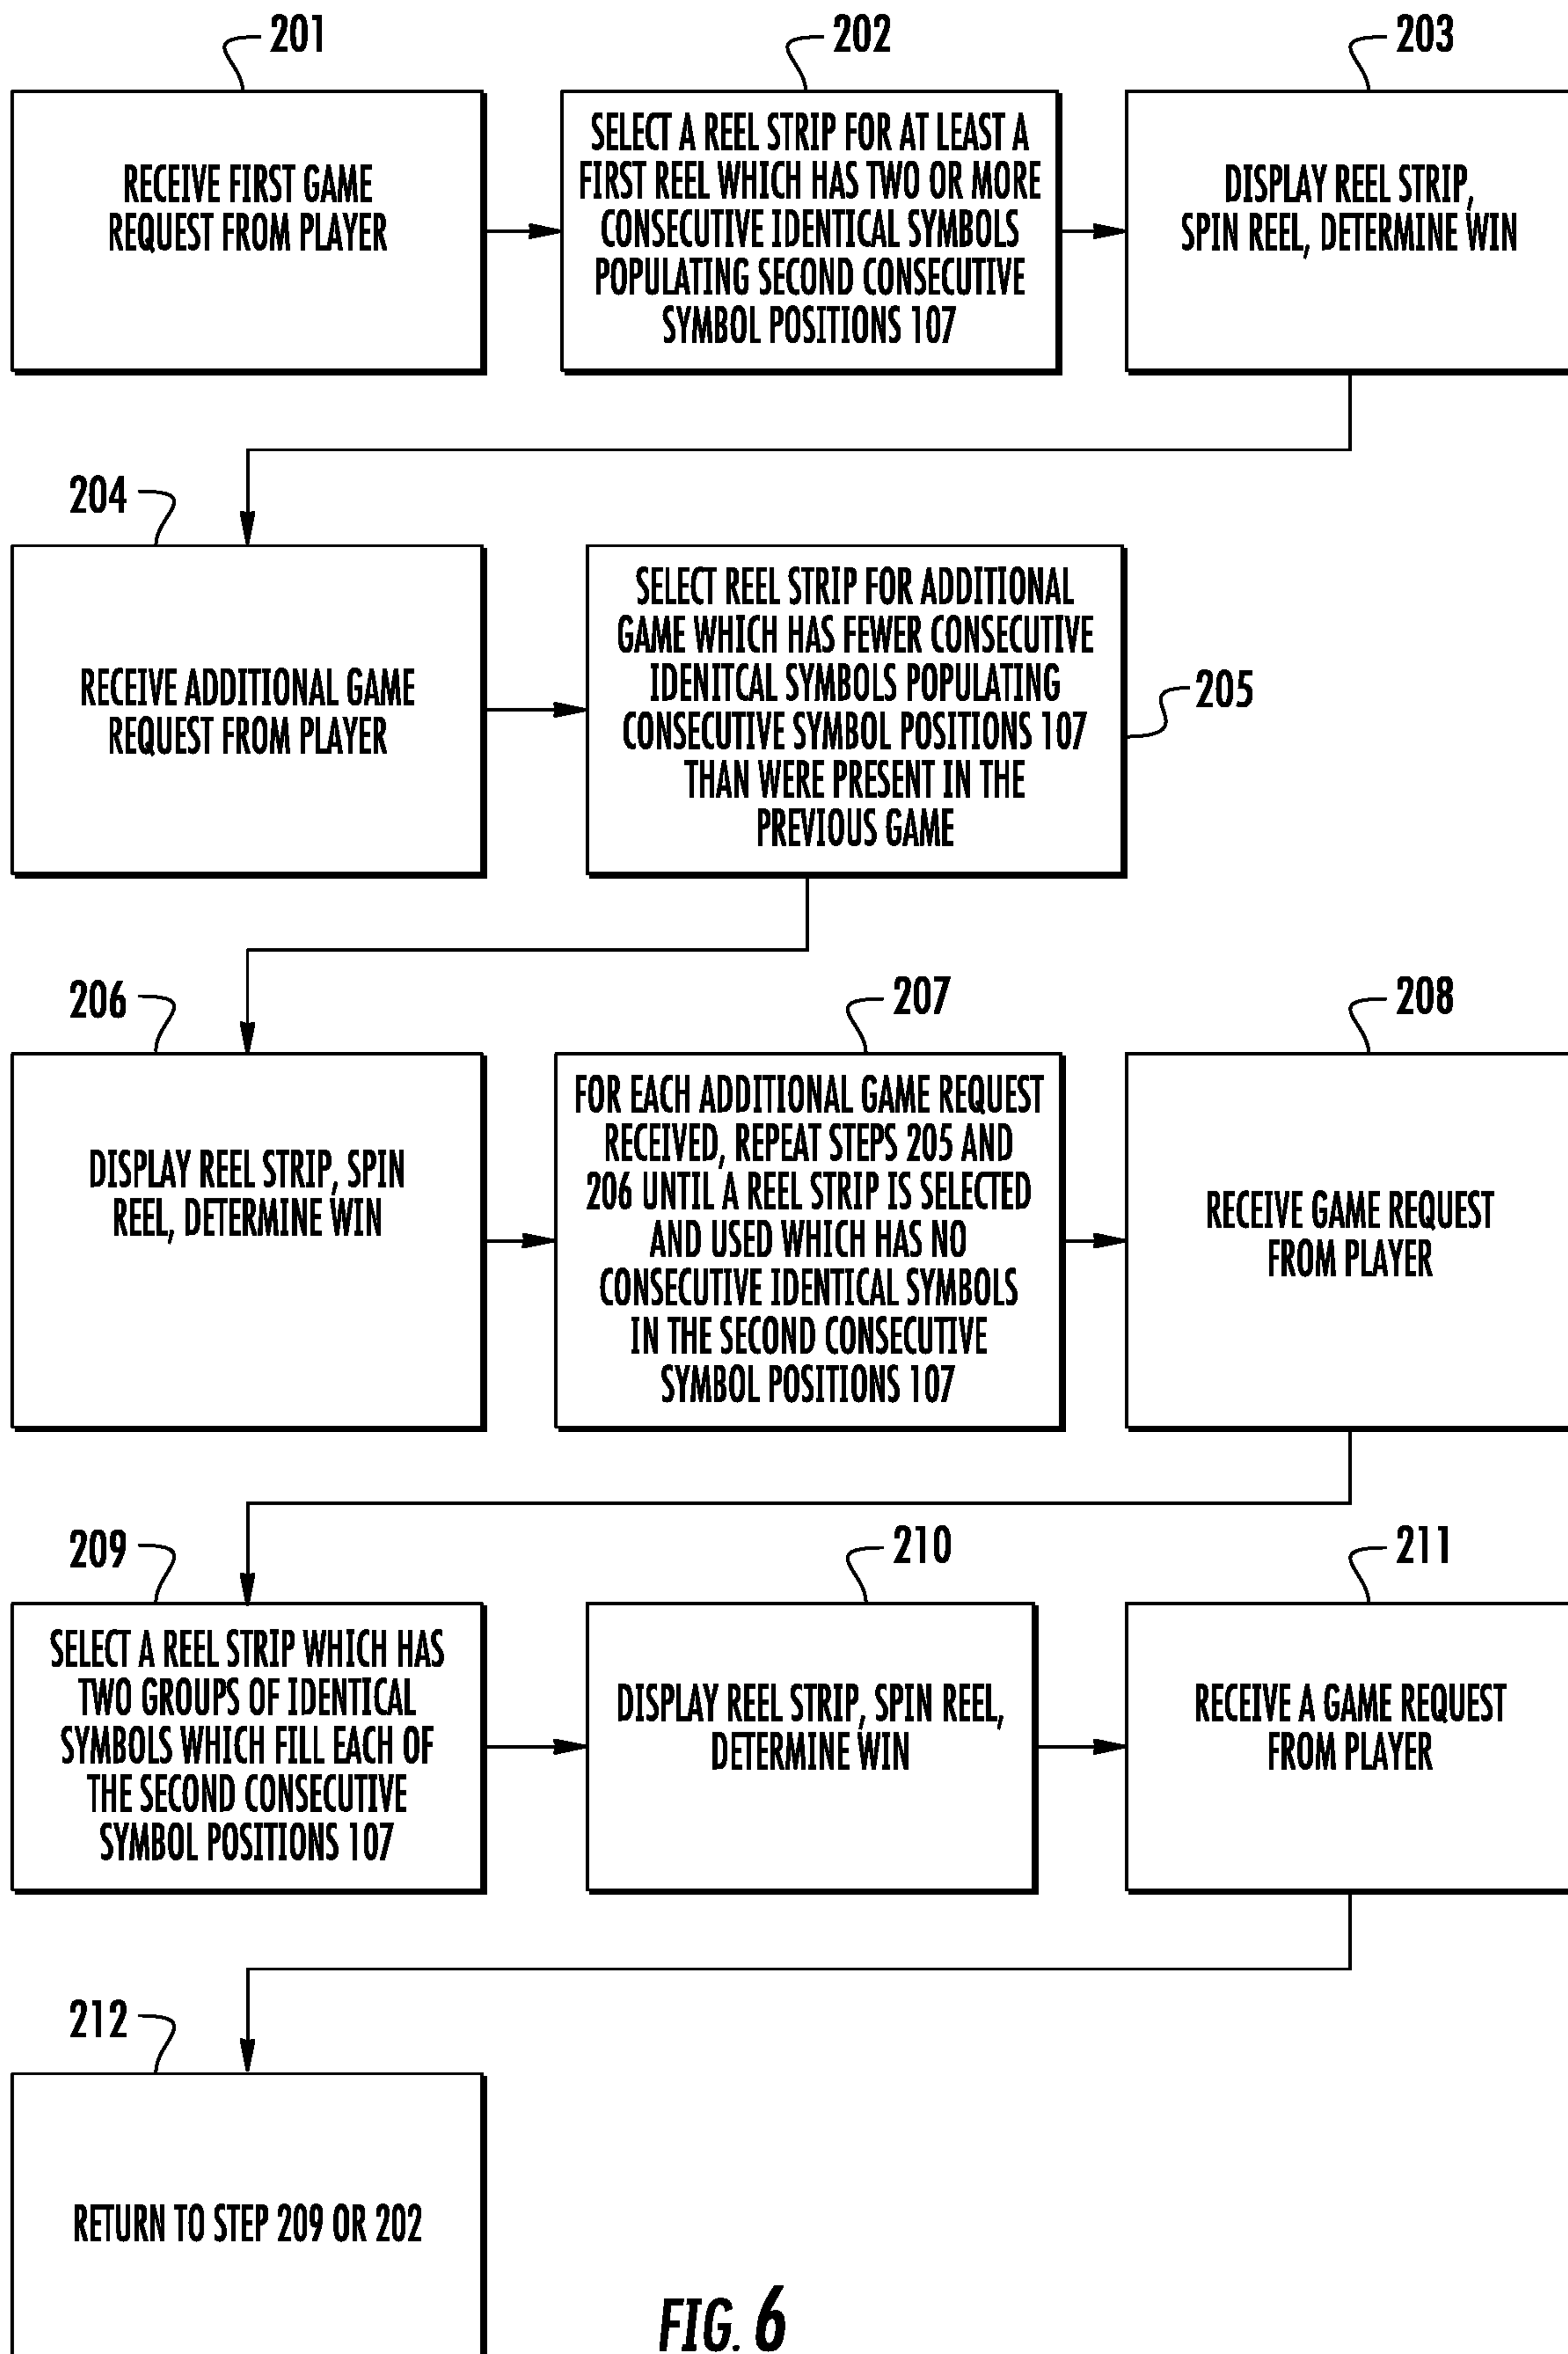 201
RECEIVE FIRST GAME
REQUEST FROM PLAYER
202
SELECT A REEL STRIP FOR AT LEAST A
FIRST REEL WHICH HAS TWO OR MORE
CONSECUTIVE IDENTICAL SYMBOLS
POPULATING SECOND CONSECUTIVE
SYMBOL POSITIONS 107
203
DISPLAY REEL STRIP,
SPIN REEL, DETERMINE WIN
204
RECEIVE ADDITIONAL GAME
REQUEST FROM PLAYER
SELECT REEL STRIP FOR ADDITIONAL
GAME WHICH HAS FEWER CONSECUTIVE
IDENITCAL SYMBOLS POPULATING
CONSECUTIVE SYMBOL POSITIONS 107
THAN WERE PRESENT IN THE
PREVIOUS GAME
205
206
DISPLAY REEL STRIP, SPIN
REEL, DETERMINE WIN
207
FOR EACH ADDITIONAL GAME REQUEST
RECEIVED, REPEAT STEPS 205 AND
206 UNTIL A REEL STRIP IS SELECTED
AND USED WHICH HAS NO
CONSECUTIVE IDENTICAL SYMBOLS
IN THE SECOND CONSECUTIVE
SYMBOL POSITIONS 107
208
RECEIVE GAME REQUEST
FROM PLAYER
209
SELECT A REEL STRIP WHICH HAS
TWO GROUPS OF IDENTICAL
SYMBOLS WHICH FILL EACH OF
THE SECOND CONSECUTIVE
SYMBOL POSITIONS 107
210
DISPLAY REEL STRIP, SPIN REEL,
DETERMINE WIN
211
RECEIVE A GAME REQUEST
FROM PLAYER
212
RETURN TO STEP 209 OR 202
FIG. 6